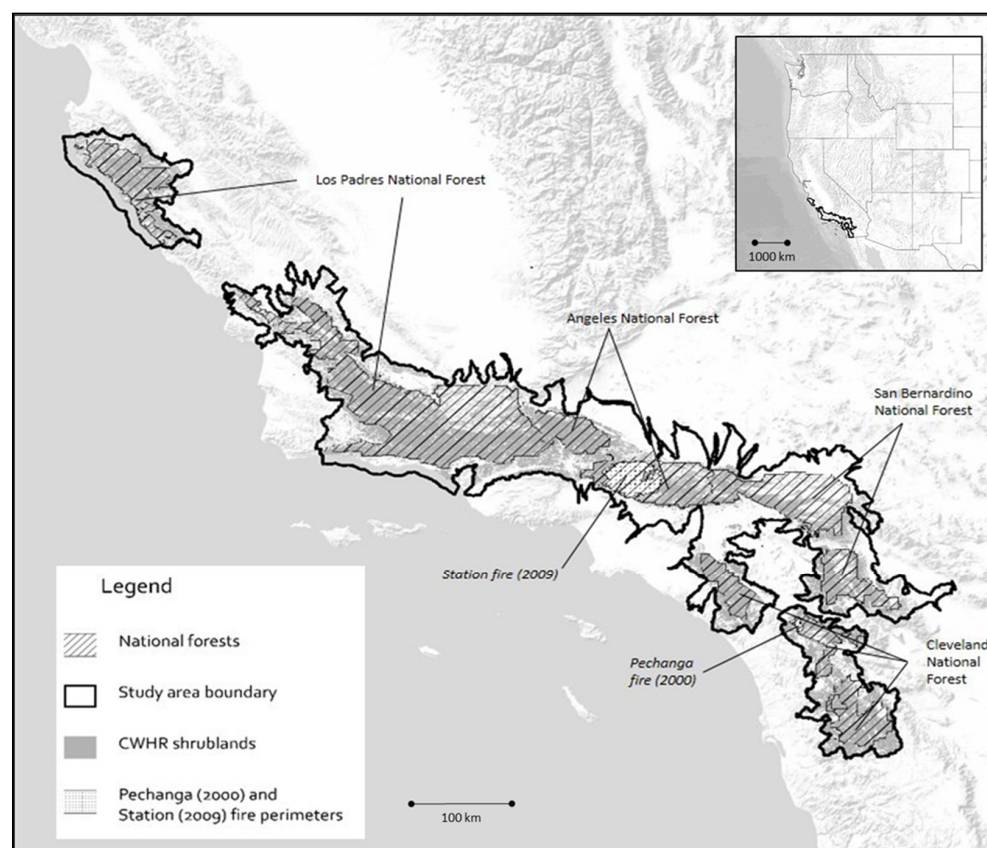 Los Padres National Forest
1000 km
Angeles National Forest
San Bernardino
National Forest
Station fire (2009)
Pechanga
fire (2000)
Cleveland
National
Forest
Legend
National forests
Study area boundary
CWHR shrublands
Pechanga (2000) and
Station (2009) fire perimeters
100 km